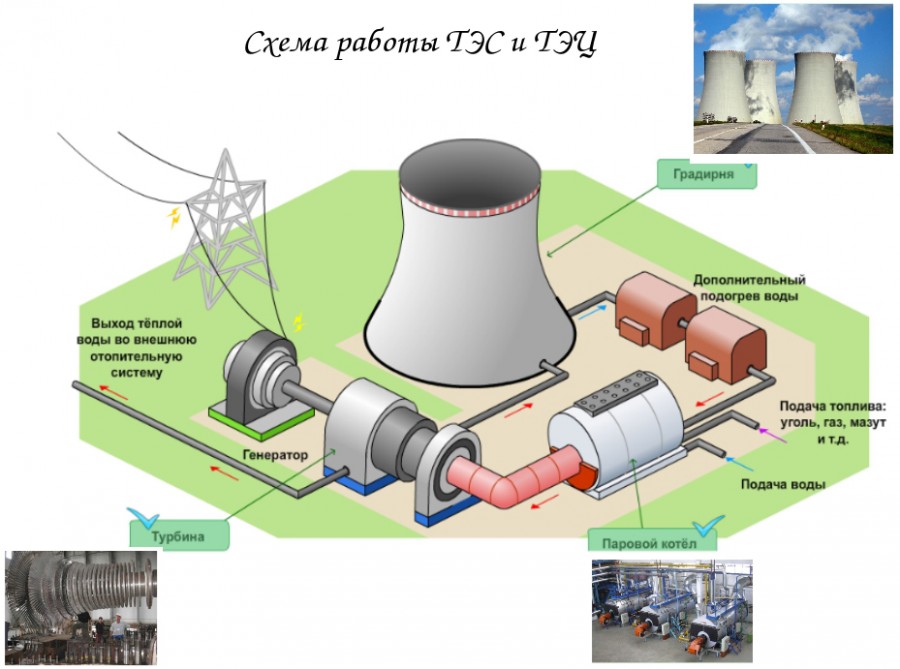 Схема работы ТЭС и ТЭЦ
Градирня
Дополнительный
подогрев воды
Выход тёплой
воды во внешнюю
отопительную
систему
Подача топлива:
уголь, газ, мазут
и т.д.
Генератор
Подача воды
Турбина
Паровой котёл